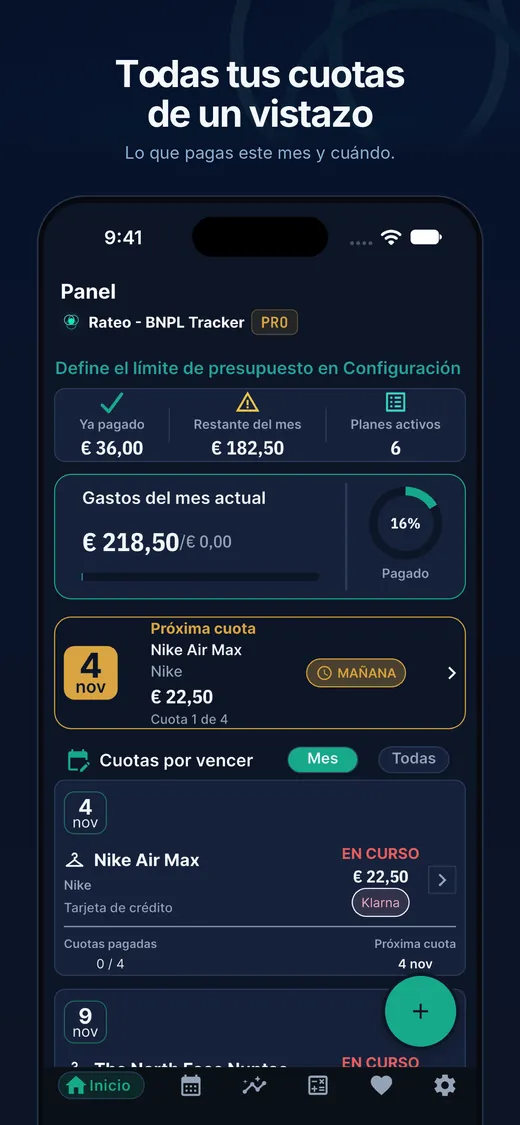 Todas tus cuotas
de un vistazo
Lo que pagas este mes y cuándo.
9:41
Panel
Rateo - BNPL Tracker PRO
Define el límite de presupuesto en Configuración
Ya pagado
€ 36,00
Restante del mes
€ 182,50
Planes activos
6
Gastos del mes actual
€ 218,50/€ 0,00
16%
Pagado
4
nov
Próxima cuota
Nike Air Max
Nike
€ 22,50
Cuota 1 de 4
MAÑANA
Cuotas por vencer
Mes
Todas
4
nov
Nike Air Max
Nike
Tarjeta de crédito
EN CURSO
€ 22,50
Klarna
Cuotas pagadas
0 / 4
Próxima cuota
4 nov
9
nov
The North Face Nuptse
EN CURSO
Inicio